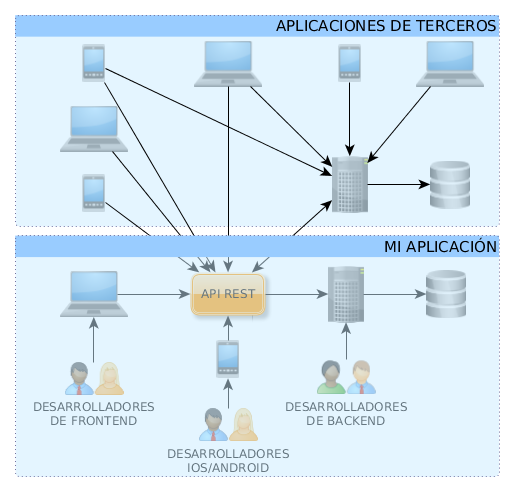 APLICACIONES DE TERCEROS
MI APLICACIÓN
API REST
DESARROLLADORES
DE FRONTEND
DESARROLLADORES
DE BACKEND
DESARROLLADORES
IOS/ANDROID